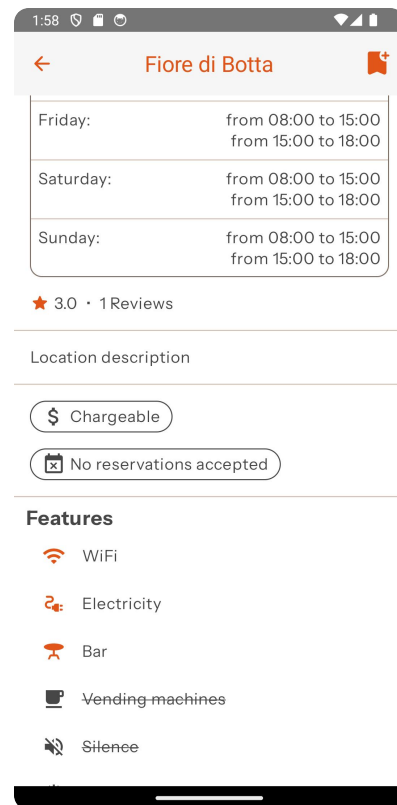 1:58
Fiore di Botta
Friday: from 08:00 to 15:00
from 15:00 to 18:00
Saturday: from 08:00 to 15:00
from 15:00 to 18:00
Sunday: from 08:00 to 15:00
from 15:00 to 18:00
3.0 • 1 Reviews
Location description
$ Chargeable
No reservations accepted
Features
WiFi
Electricity
Bar
Vending machines
Silence